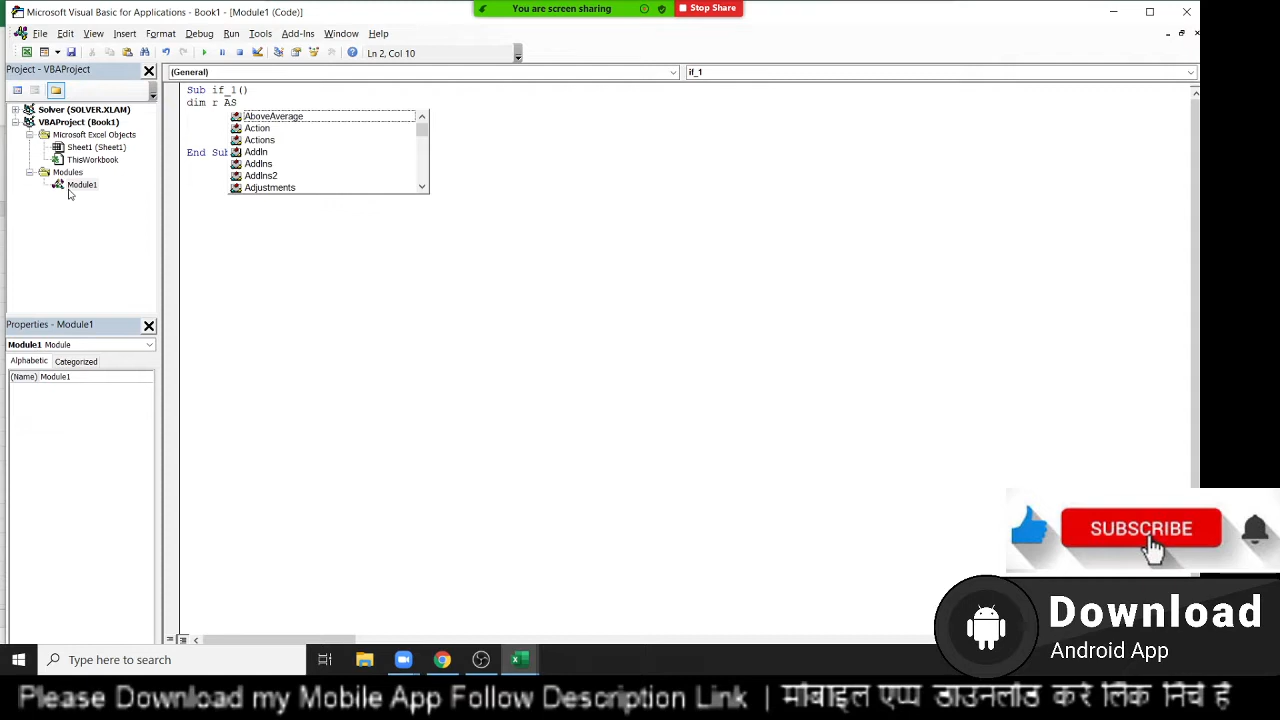 Microsoft Visual Basic for Applications - Book1 - [Module1 (Code)]
You are screen sharing
Stop Share
File Edit View Insert Format Debug Run Tools Add-Ins Window Help
Ln 2, Col 10
Project - VBAProject
(General)
if_1
Solver (SOLVER.XLAM)
VBAProject (Book1)
Microsoft Excel Objects
Sheet1 (Sheet1)
ThisWorkbook
Modules
Module1
Sub if_1()
dim r AS
AboveAverage
Action
Actions
AddIn
AddIns
AddIns2
Adjustments
End Sub
Properties - Module1
Module1 Module
Alphabetic Categorized
(Name) Module1
SUBSCRIBE
Download
Android App
Type here to search
Please Download my Mobile App Follow Description Link | मोबाइल एप्प डाउनलोड करे लिंक निचे है